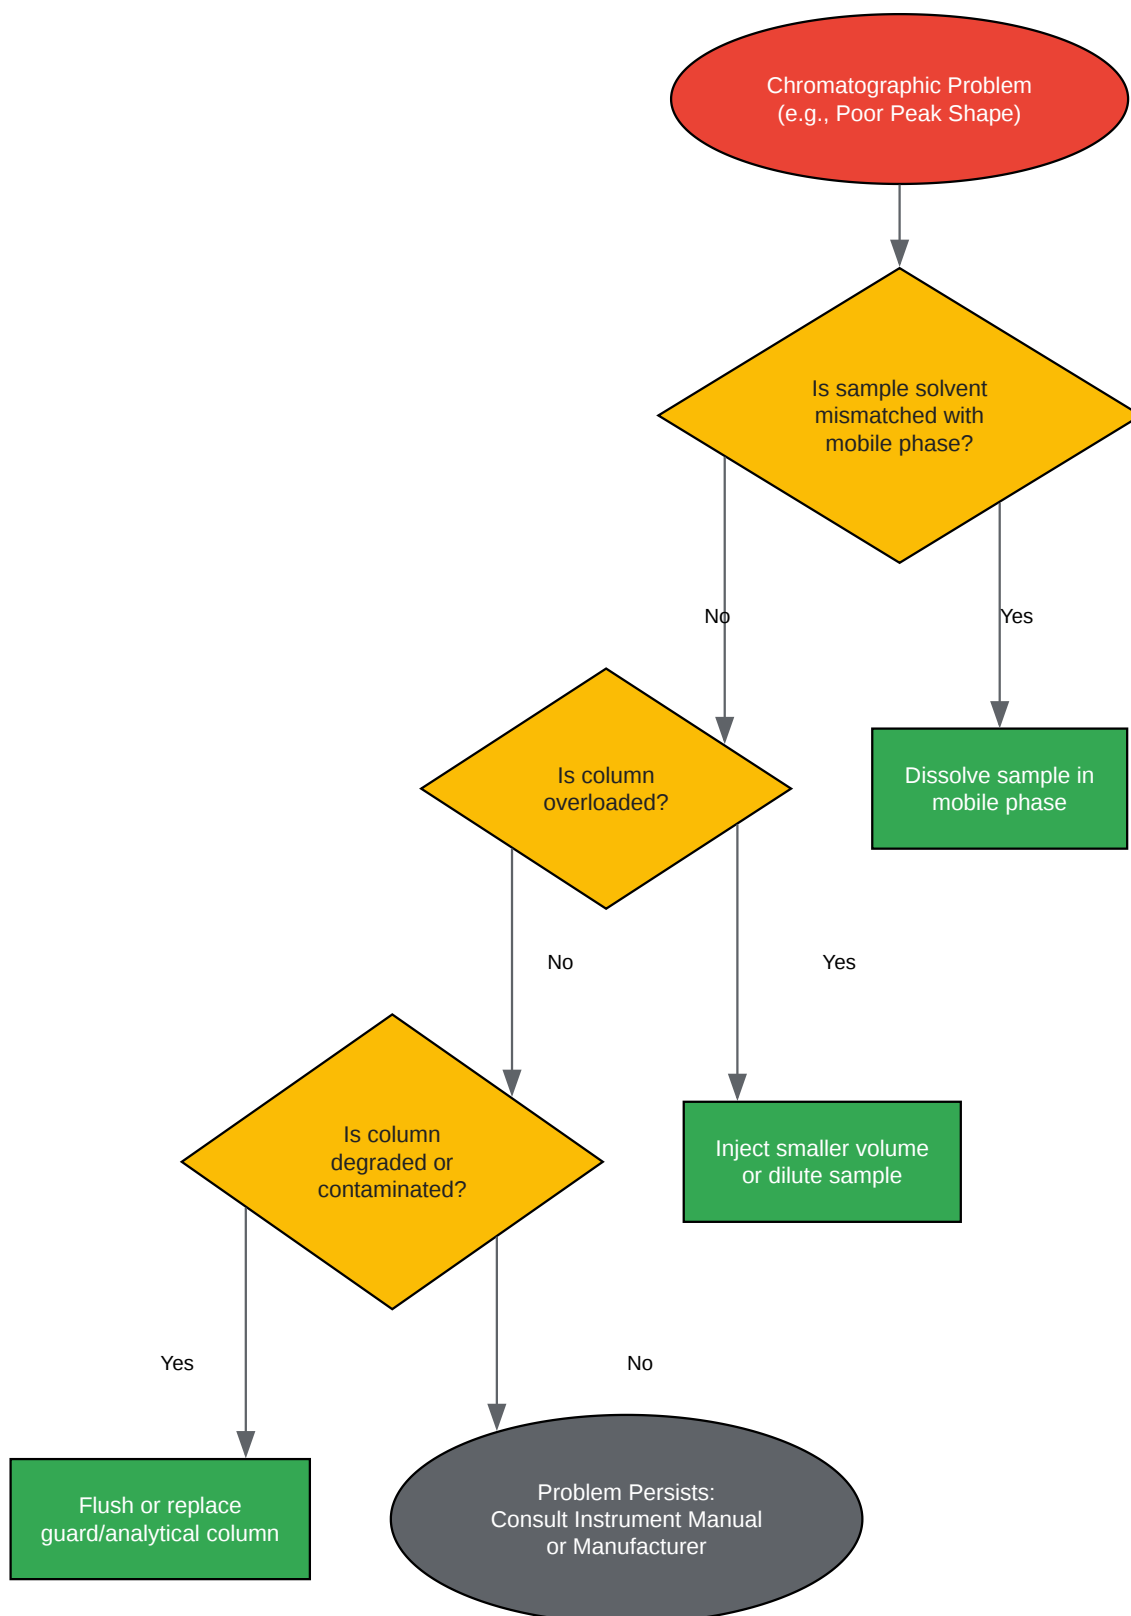 Chromatographic Problem
(e.g., Poor Peak Shape)
Is sample solvent
mismatched with
mobile phase?
No
Yes
Is column
overloaded?
Dissolve sample in
mobile phase
No
Yes
Is column
degraded or
contaminated?
Inject smaller volume
or dilute sample
Yes
No
Flush or replace
guard/analytical column
Problem Persists:
Consult Instrument Manual
or Manufacturer